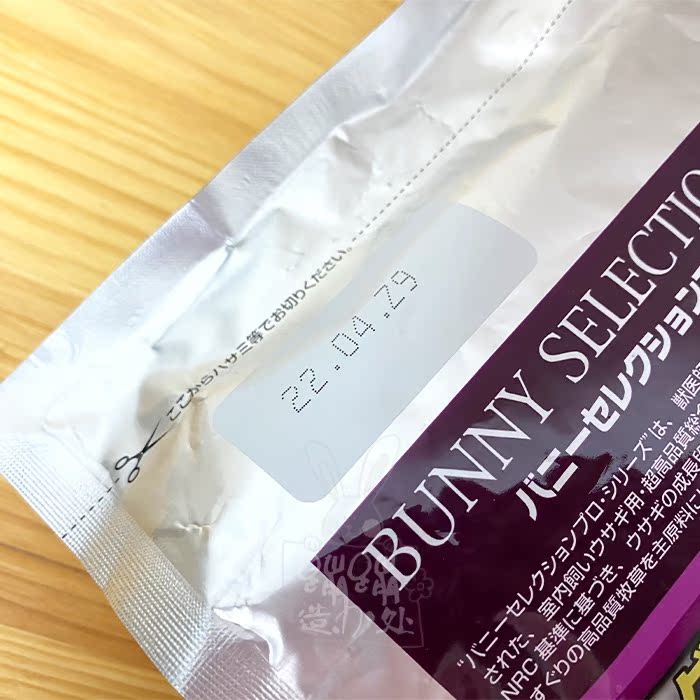 ここからハサミ等でお切りください。
22.04.29
BUNNY SELECTIO
バニーセレクション
"バニーセレクションプロ・シリーズ"は、獣医師
された、室内飼いウサギ用・超高品質総
NRC基準に基づき、ウサギの成長
すぐりの高品質牧草を主原料に